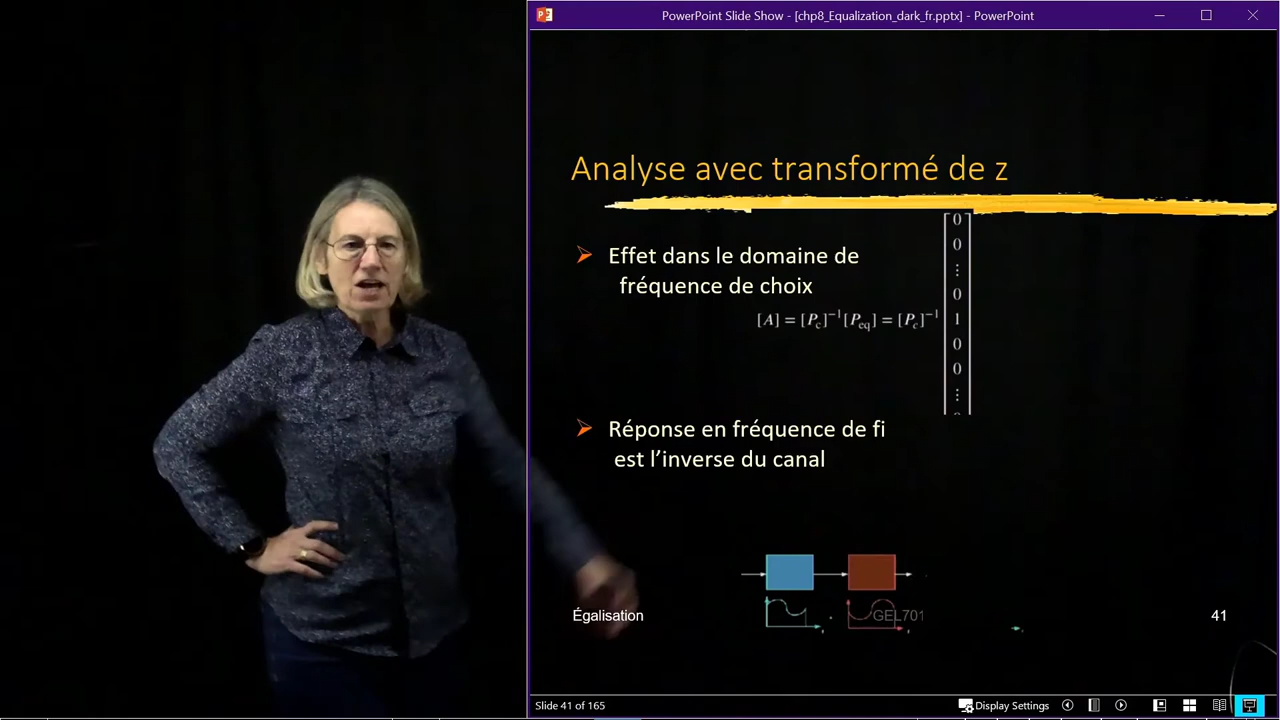 PowerPoint Slide Show - [chp8_Equalization_dark_fr.pptx] - PowerPoint
Analyse avec transformé de z
Effet dans le domaine de
fréquence de choix
[A] = [P_c]^{-1}[P_eq] = [P_c]^{-1}
0
0
⋮
0
1
0
0
⋮
Réponse en fréquence de fi
est l’inverse du canal
Égalisation
GEL701
41
Slide 41 of 165
Display Settings